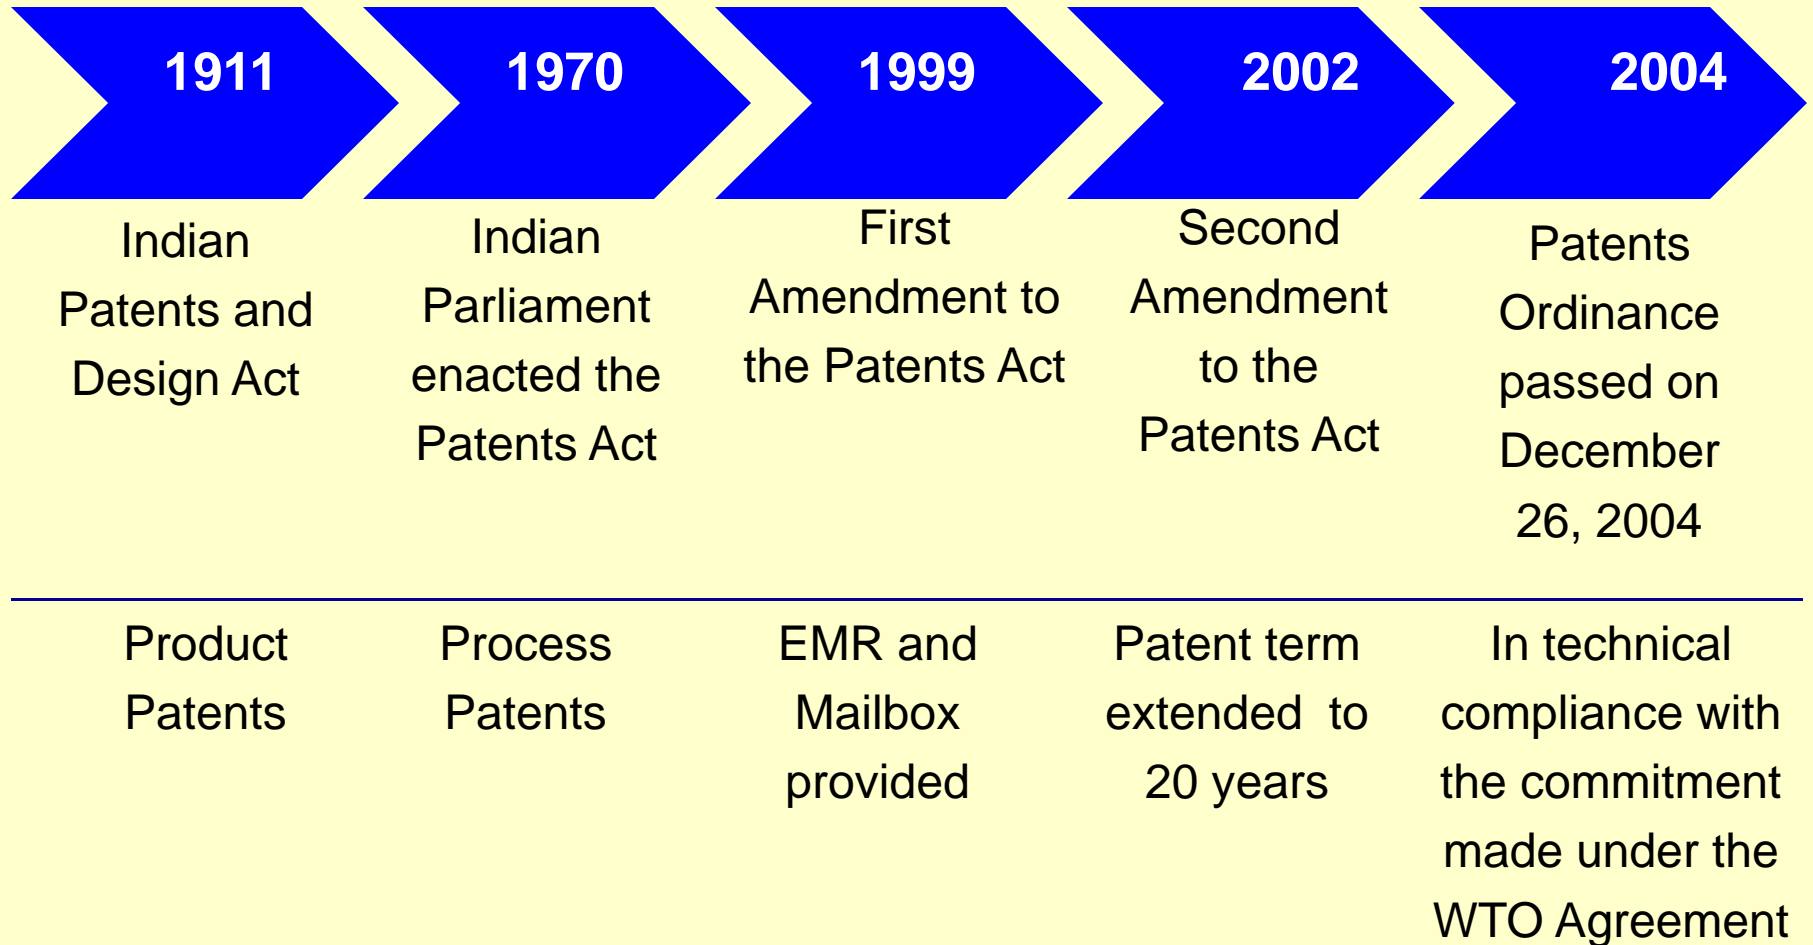 1911
1970
1999
2002
2004
Indian
Patents and
Design Act
Indian
Parliament
enacted the
Patents Act
First
Amendment to
the Patents Act
Second
Amendment
to the
Patents Act
Patents
Ordinance
passed on
December
26, 2004
Product
Patents
Process
Patents
EMR and
Mailbox
provided
Patent term
extended to
20 years
In technical
compliance with
the commitment
made under the
WTO Agreement